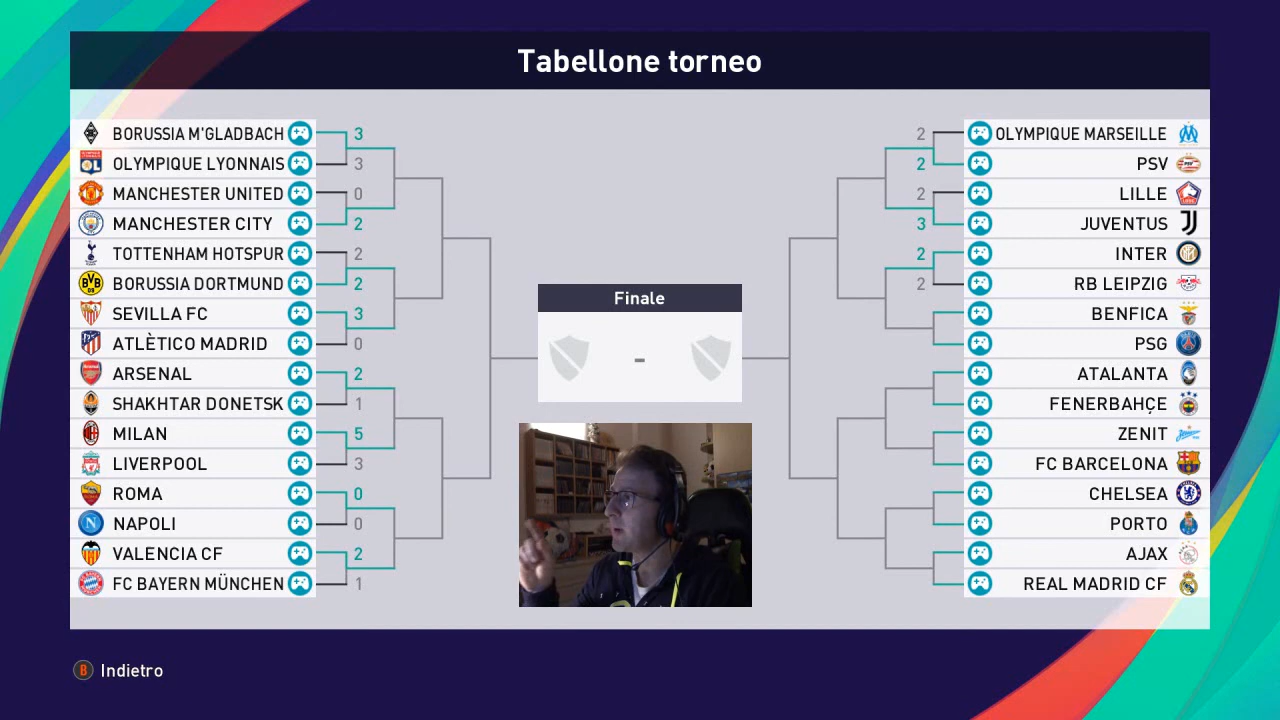 Tabellone torneo
BORUSSIA M'GLADBACH 3
OLYMPIQUE LYONNAIS 3
MANCHESTER UNITED 0
MANCHESTER CITY 2
TOTTENHAM HOTSPUR 2
BORUSSIA DORTMUND 2
SEVILLA FC 3
ATLÈTICO MADRID 0
ARSENAL 2
SHAKHTAR DONETSK 1
MILAN 5
LIVERPOOL 3
ROMA 0
NAPOLI 0
VALENCIA CF 2
FC BAYERN MÜNCHEN 1
Finale
-
2 OLYMPIQUE MARSEILLE
2 PSV
2 LILLE
3 JUVENTUS
2 INTER
2 RB LEIPZIG
BENFICA
PSG
ATALANTA
FENERBAHÇE
ZENIT
FC BARCELONA
CHELSEA
PORTO
AJAX
REAL MADRID CF
B Indietro